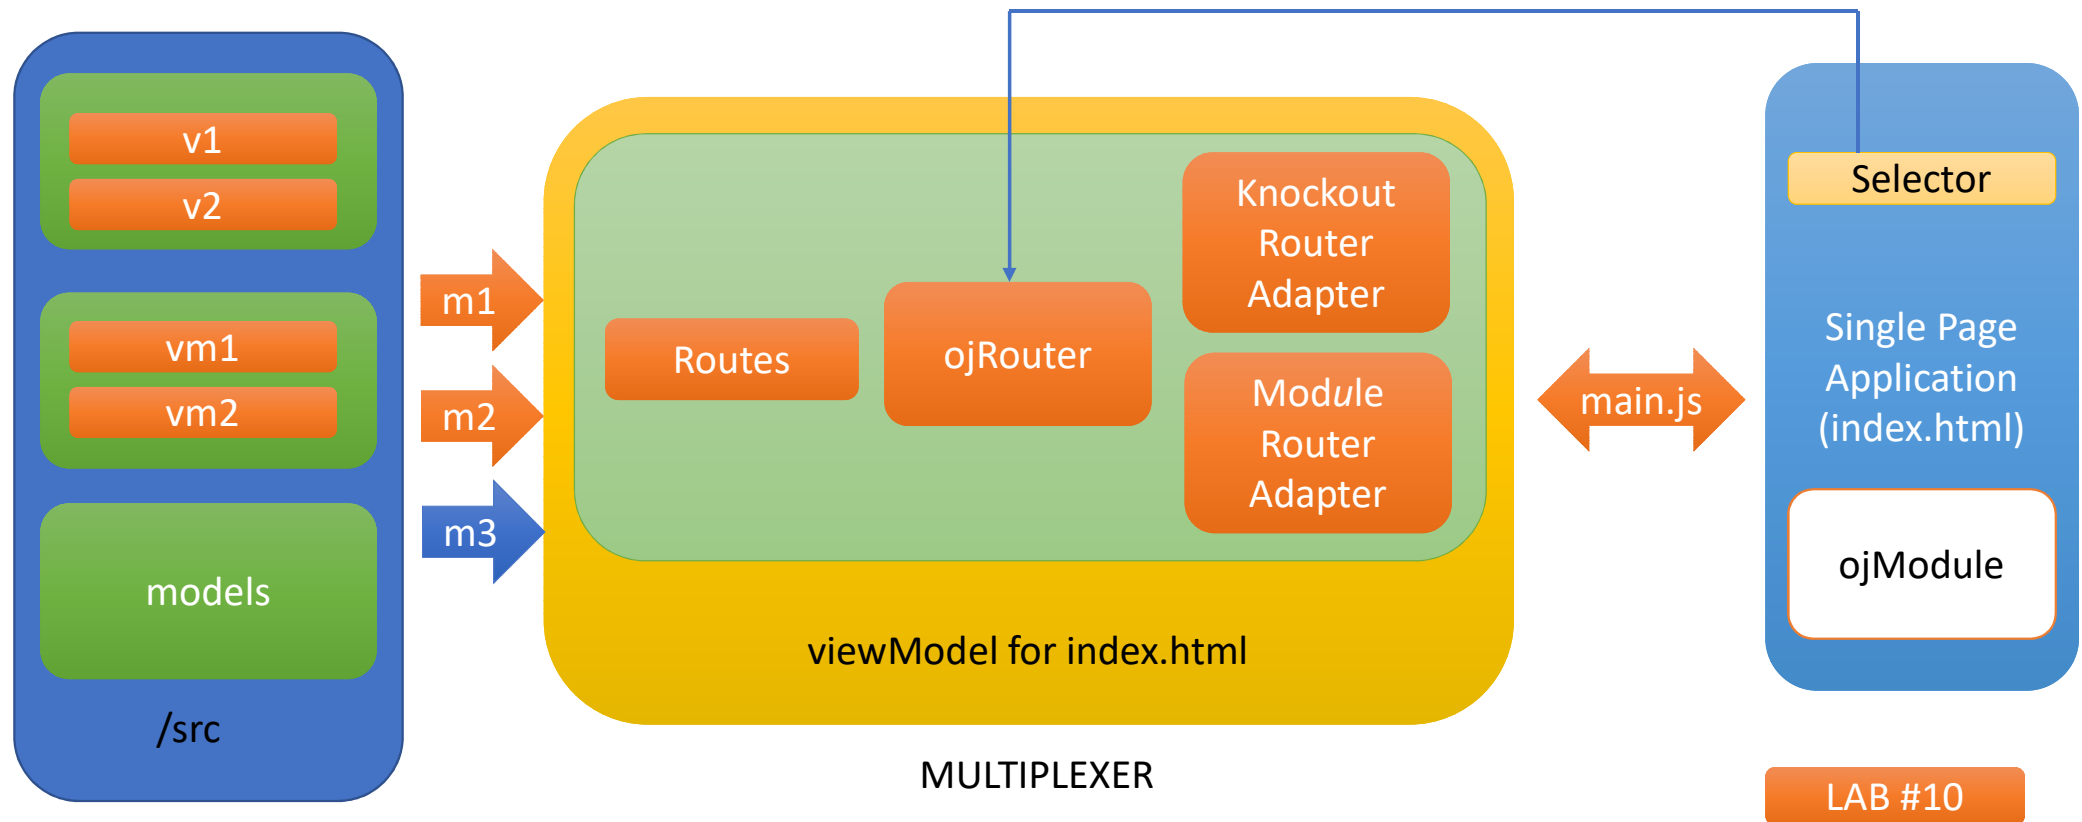 v1
v2
vm1
vm2
models
/src
m1
m2
m3
Routes
ojRouter
Knockout
Router
Adapter
Module
Router
Adapter
viewModel for index.html
MULTIPLEXER
main.js
Selector
Single Page
Application
(index.html)
ojModule
LAB #10